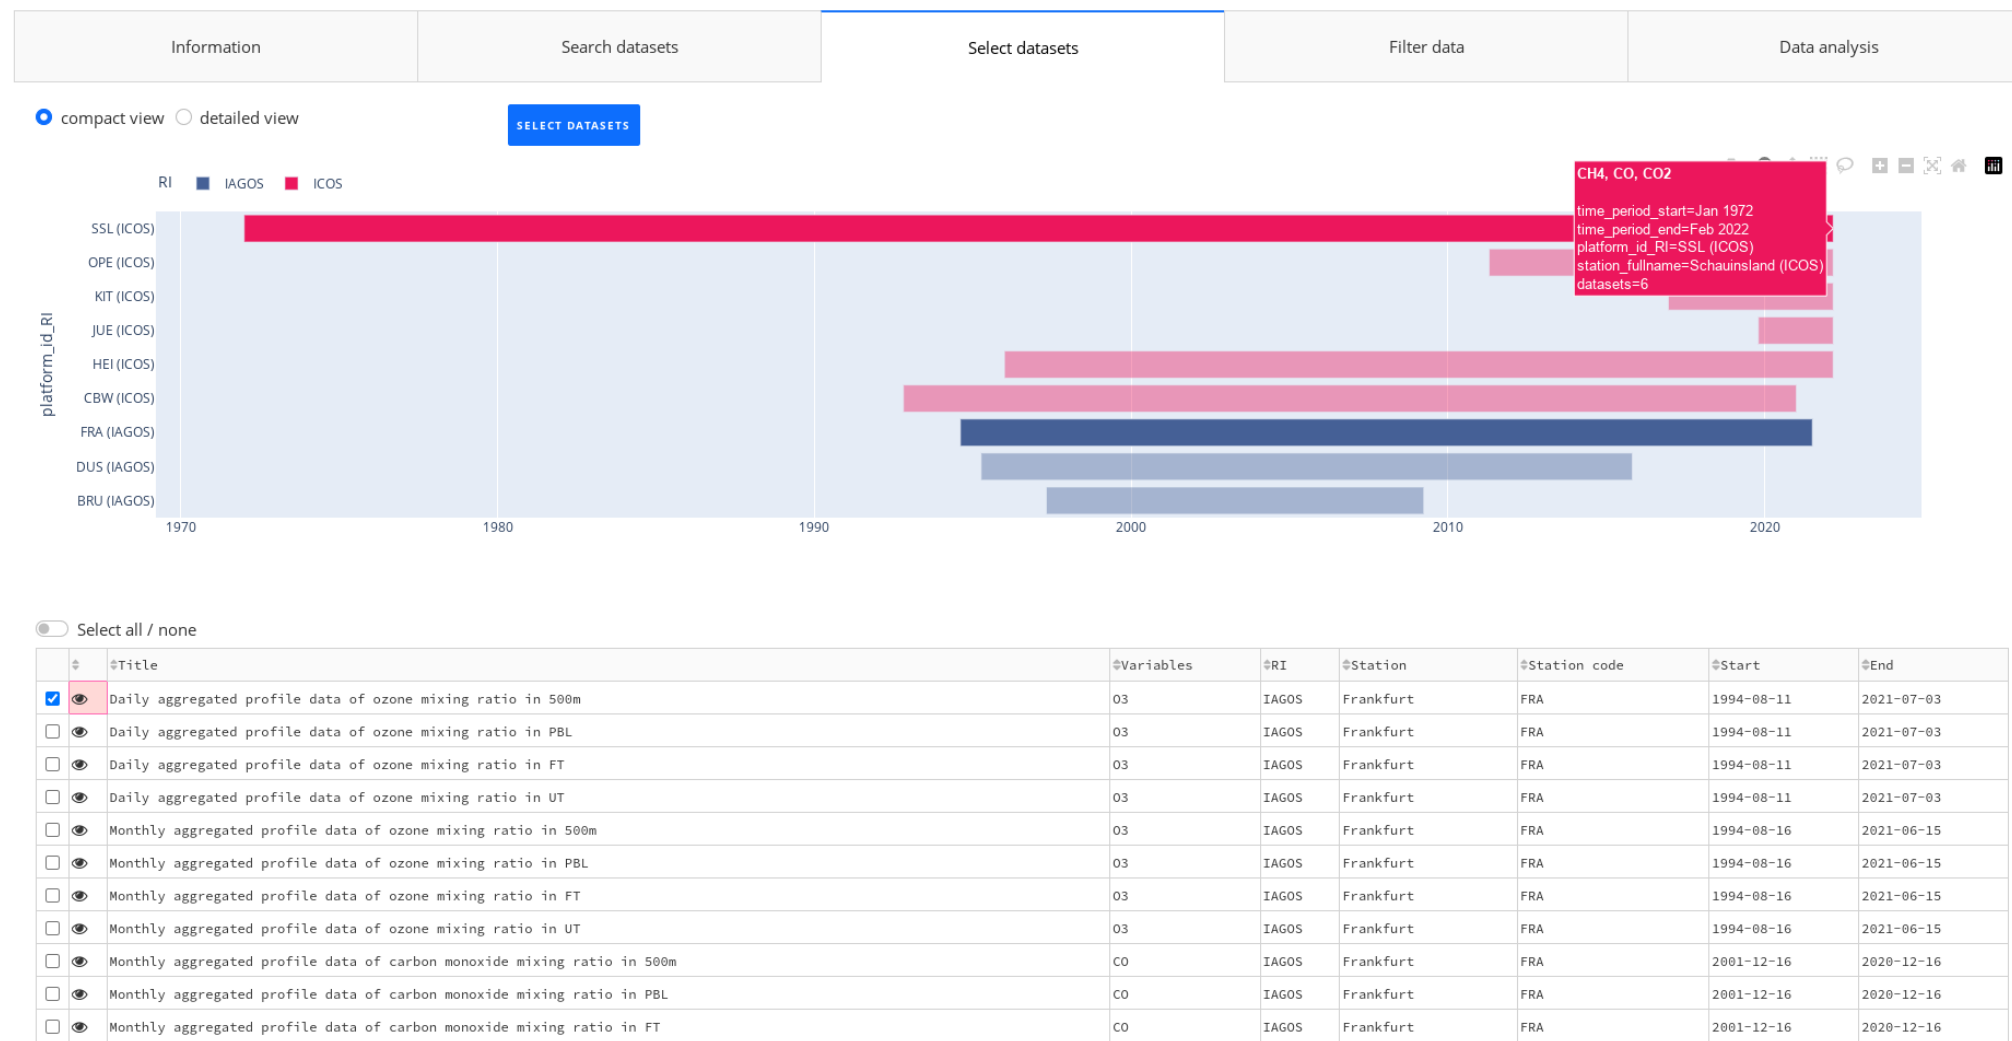 Information Search datasets Select datasets Filter data Data analysis
compact view detailed view SELECT DATASETS
RI IAGOS ICOS
CH4, CO, CO2
time_period_start=Jan 1972
time_period_end=Feb 2022
platform_id_RI=SSL (ICOS)
station_fullname=Schauinsland (ICOS)
datasets=6
platform_id_RI
SSL (ICOS)
OPE (ICOS)
KIT (ICOS)
JUE (ICOS)
HEI (ICOS)
CBW (ICOS)
FRA (IAGOS)
DUS (IAGOS)
BRU (IAGOS)
1970 1980 1990 2000 2010 2020
Select all / none
Title Variables RI Station Station code Start End
Daily aggregated profile data of ozone mixing ratio in 500m O3 IAGOS Frankfurt FRA 1994-08-11 2021-07-03
Daily aggregated profile data of ozone mixing ratio in PBL O3 IAGOS Frankfurt FRA 1994-08-11 2021-07-03
Daily aggregated profile data of ozone mixing ratio in FT O3 IAGOS Frankfurt FRA 1994-08-11 2021-07-03
Daily aggregated profile data of ozone mixing ratio in UT O3 IAGOS Frankfurt FRA 1994-08-11 2021-07-03
Monthly aggregated profile data of ozone mixing ratio in 500m O3 IAGOS Frankfurt FRA 1994-08-16 2021-06-15
Monthly aggregated profile data of ozone mixing ratio in PBL O3 IAGOS Frankfurt FRA 1994-08-16 2021-06-15
Monthly aggregated profile data of ozone mixing ratio in FT O3 IAGOS Frankfurt FRA 1994-08-16 2021-06-15
Monthly aggregated profile data of ozone mixing ratio in UT O3 IAGOS Frankfurt FRA 1994-08-16 2021-06-15
Monthly aggregated profile data of carbon monoxide mixing ratio in 500m CO IAGOS Frankfurt FRA 2001-12-16 2020-12-16
Monthly aggregated profile data of carbon monoxide mixing ratio in PBL CO IAGOS Frankfurt FRA 2001-12-16 2020-12-16
Monthly aggregated profile data of carbon monoxide mixing ratio in FT CO IAGOS Frankfurt FRA 2001-12-16 2020-12-16